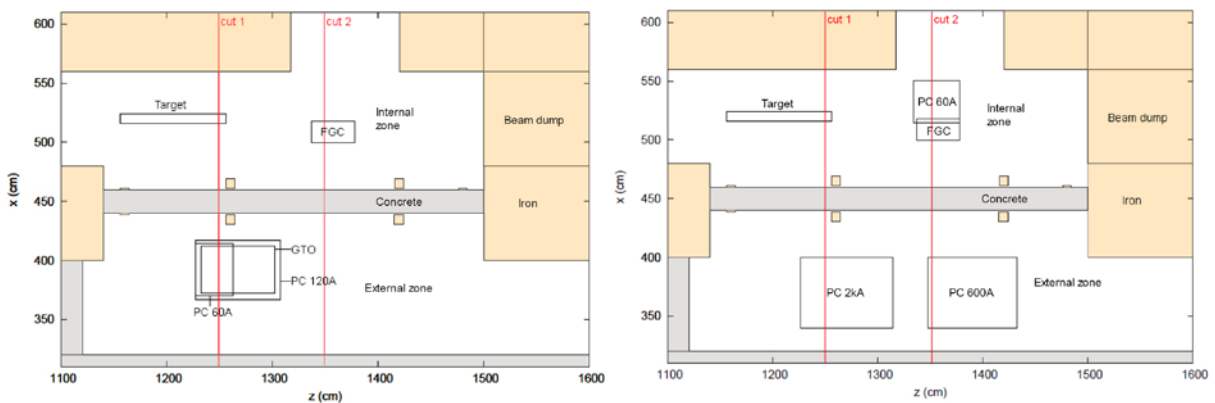 600
550
500
450
400
350
x (cm)
cut 1
cut 2
Target
FGC
Internal
zone
Beam dump
Concrete
Iron
GTO
PC 120A
External zone
PC 60A
1100 1200 1300 1400 1500 1600
z (cm)
600
550
500
450
400
350
x (cm)
cut 1
cut 2
PC 60A
Target
FGC
Internal
zone
Beam dump
Concrete
Iron
External zone
PC 2kA
PC 600A
1100 1200 1300 1400 1500 1600
z (cm)